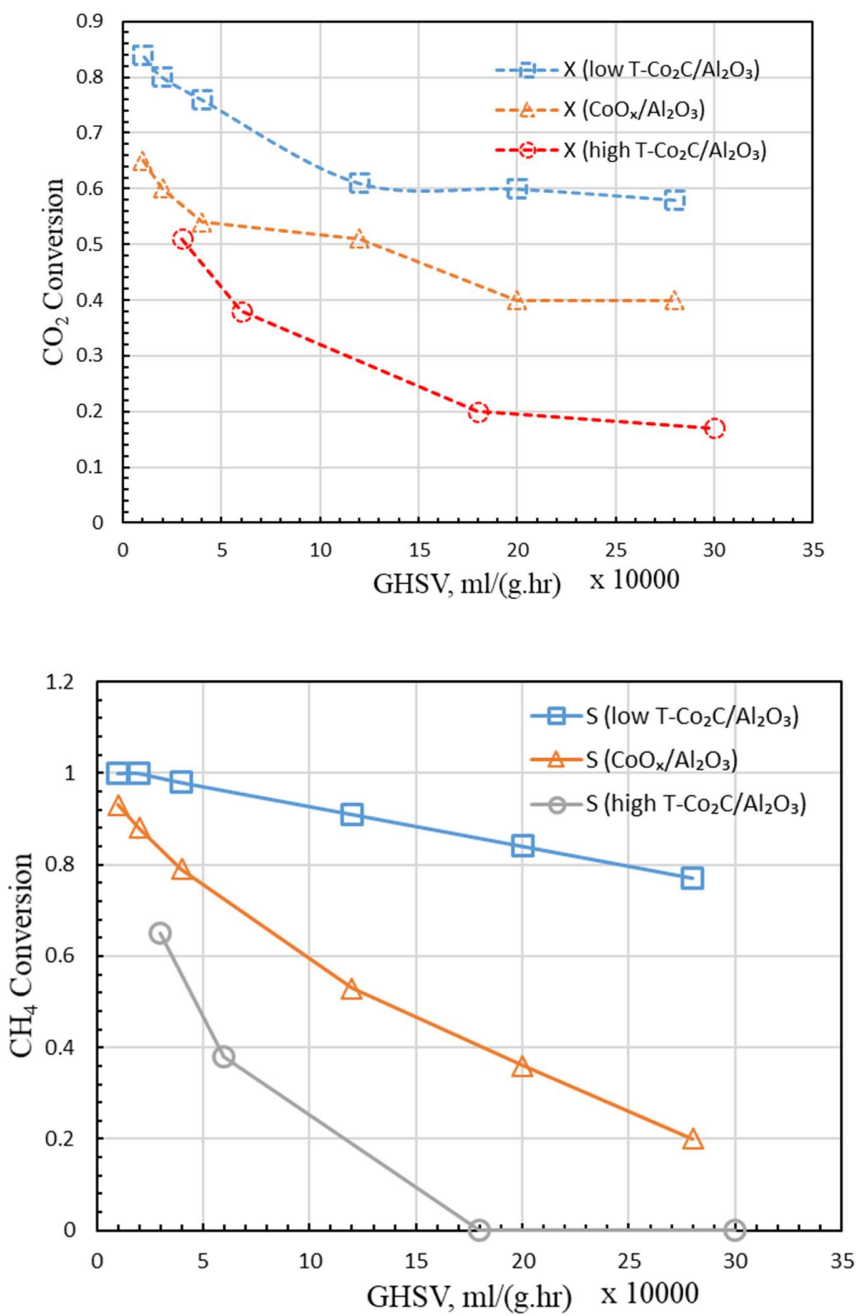 0.9
0.8
0.7
0.6
0.5
0.4
0.3
0.2
0.1
0
CO₂ Conversion
X (low T-Co₂C/Al₂O₃)
X (CoOₓ/Al₂O₃)
X (high T-Co₂C/Al₂O₃)
0 5 10 15 20 25 30 35
GHSV, ml/(g.hr) x 10000
1.2
1
0.8
0.6
0.4
0.2
0
CH₄ Conversion
S (low T-Co₂C/Al₂O₃)
S (CoOₓ/Al₂O₃)
S (high T-Co₂C/Al₂O₃)
0 5 10 15 20 25 30 35
GHSV, ml/(g.hr) x 10000